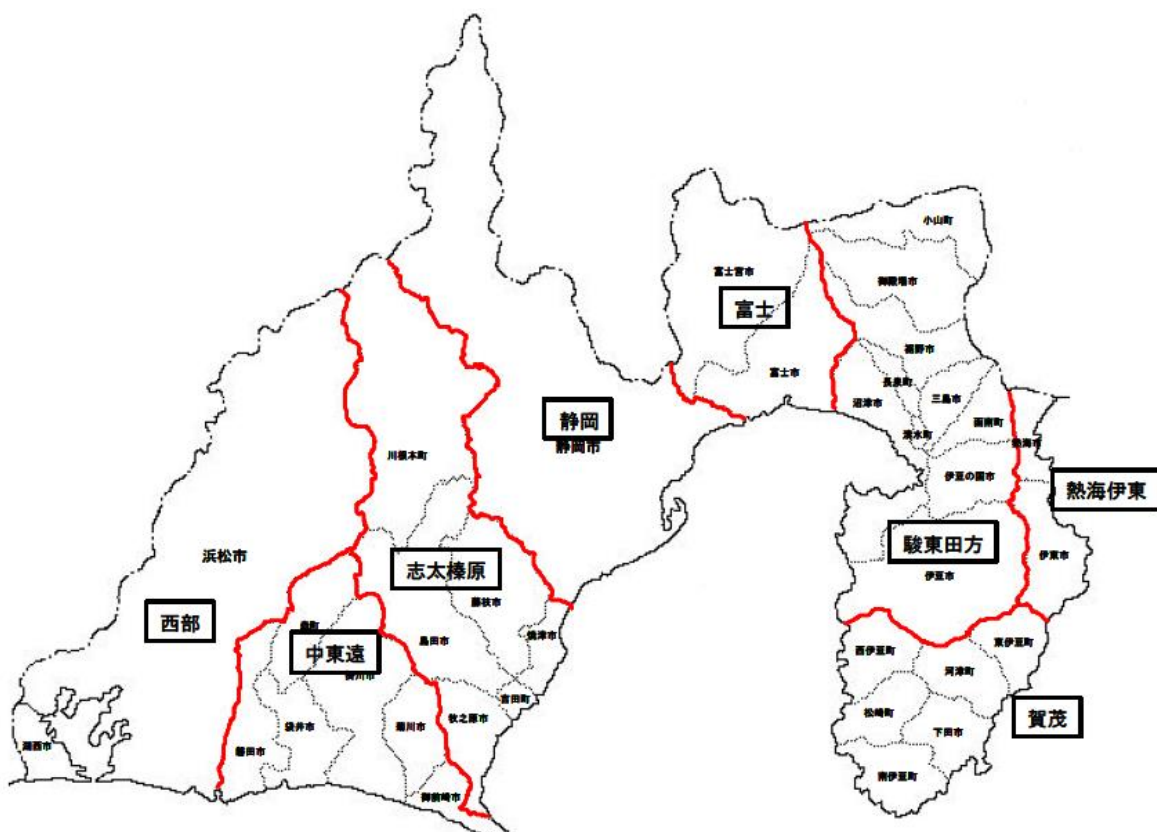 小山町
富士宮市
御殿場市
富士
裾野市
富士市
長泉町
三島市
沼津市
函南町
清水町
熱海市
静岡
静岡市
川根本町
伊豆の国市
熱海伊東
駿東田方
伊東市
伊豆市
浜松市
志太榛原
藤枝市
西部
森町
焼津市
島田市
中東遠
掛川市
東伊豆町
西伊豆町
河津町
吉田町
牧之原市
賀茂
松崎町
下田市
袋井市
菊川市
湖西市
磐田市
南伊豆町
御前崎市